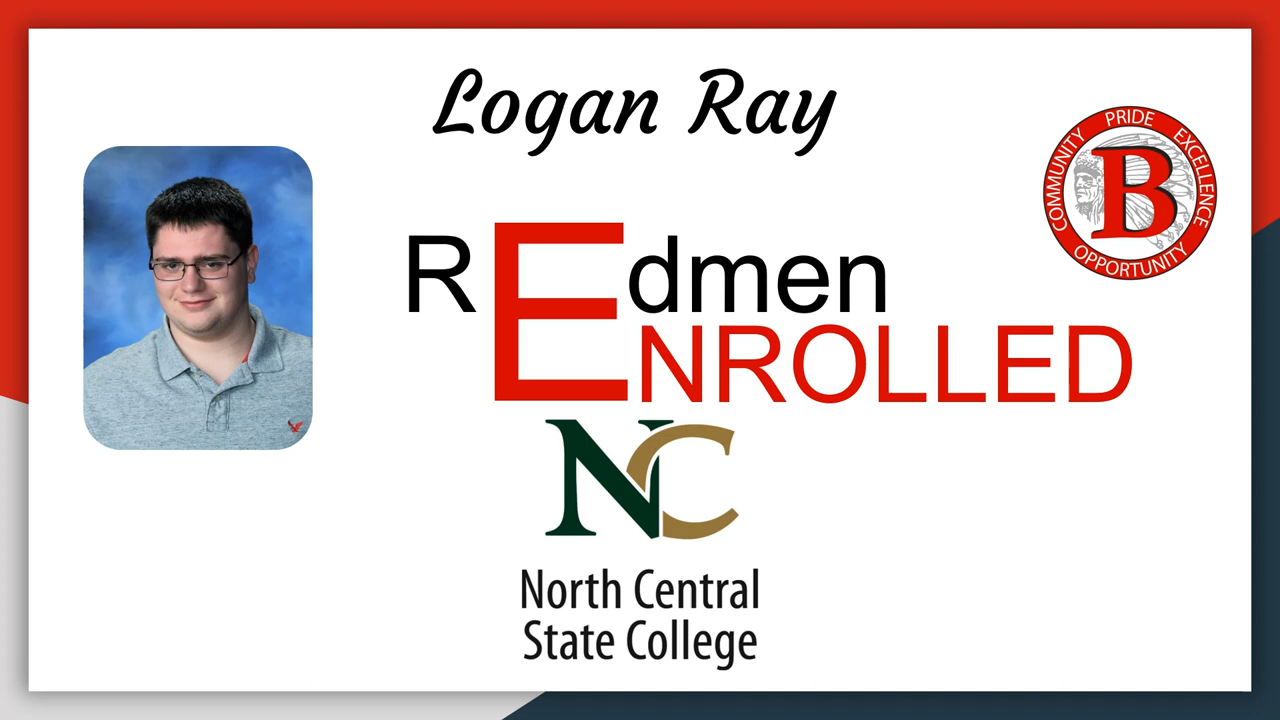 Logan Ray
COMMUNITY PRIDE EXCELLENCE OPPORTUNITY
B
REdmen
ENROLLED
NC
North Central
State College